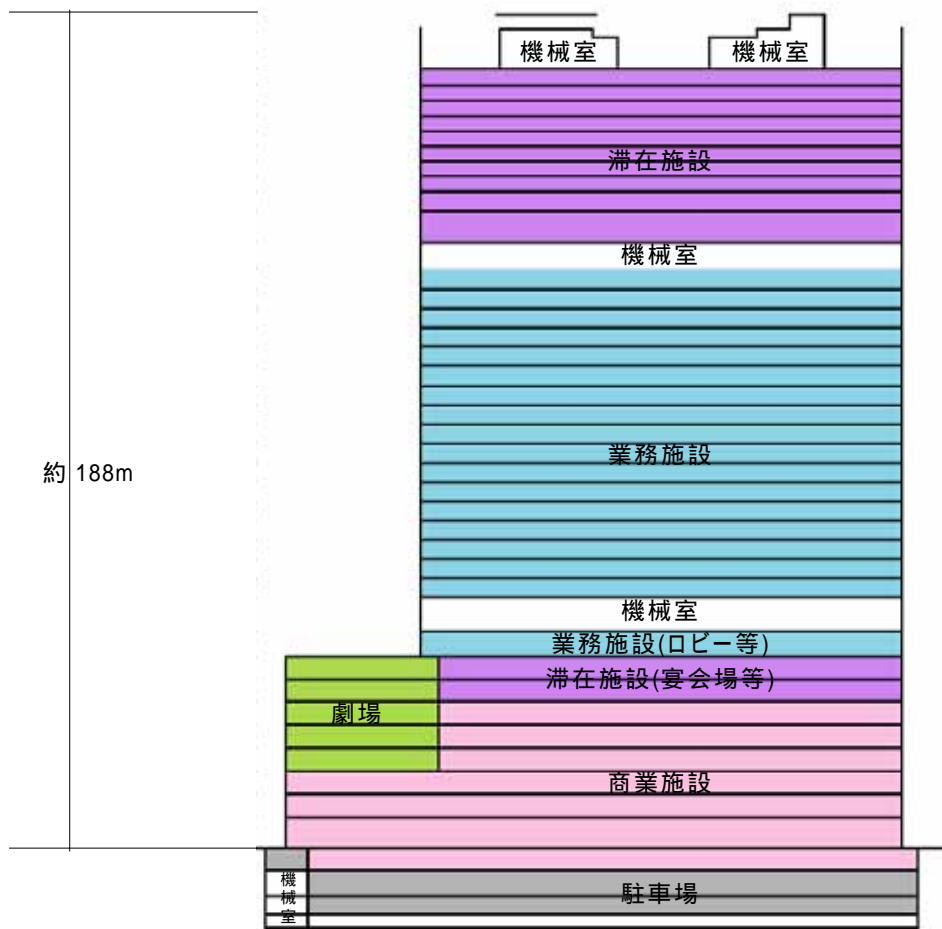 機械室
機械室
滞在施設
機械室
約 188m
業務施設
機械室
業務施設(ロビー等)
滞在施設(宴会場等)
劇場
商業施設
機械室
駐車場